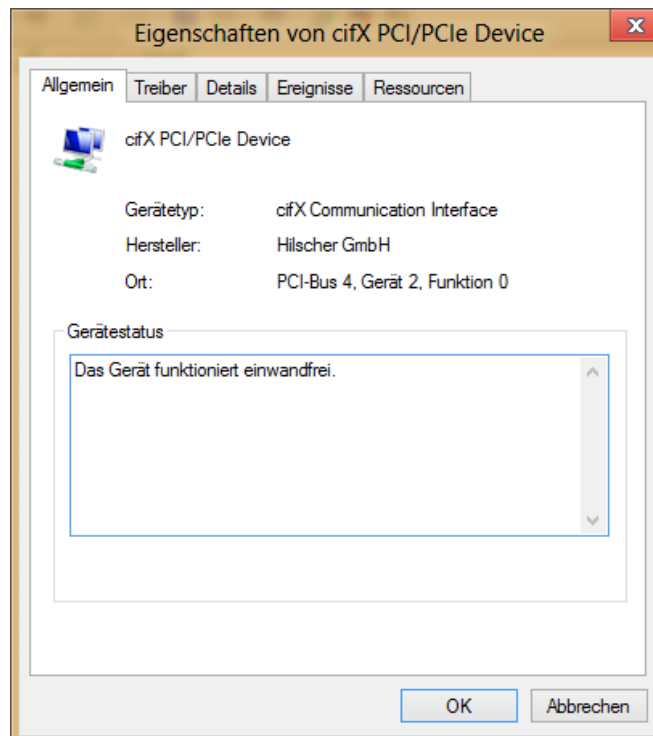 Eigenschaften von cifX PCI/PCIe Device
x
Allgemein Treiber Details Ereignisse Ressourcen
cifX PCI/PCIe Device
Gerätetyp: cifX Communication Interface
Hersteller: Hilscher GmbH
Ort: PCI-Bus 4, Gerät 2, Funktion 0
Gerätestatus
Das Gerät funktioniert einwandfrei.
OK Abbrechen